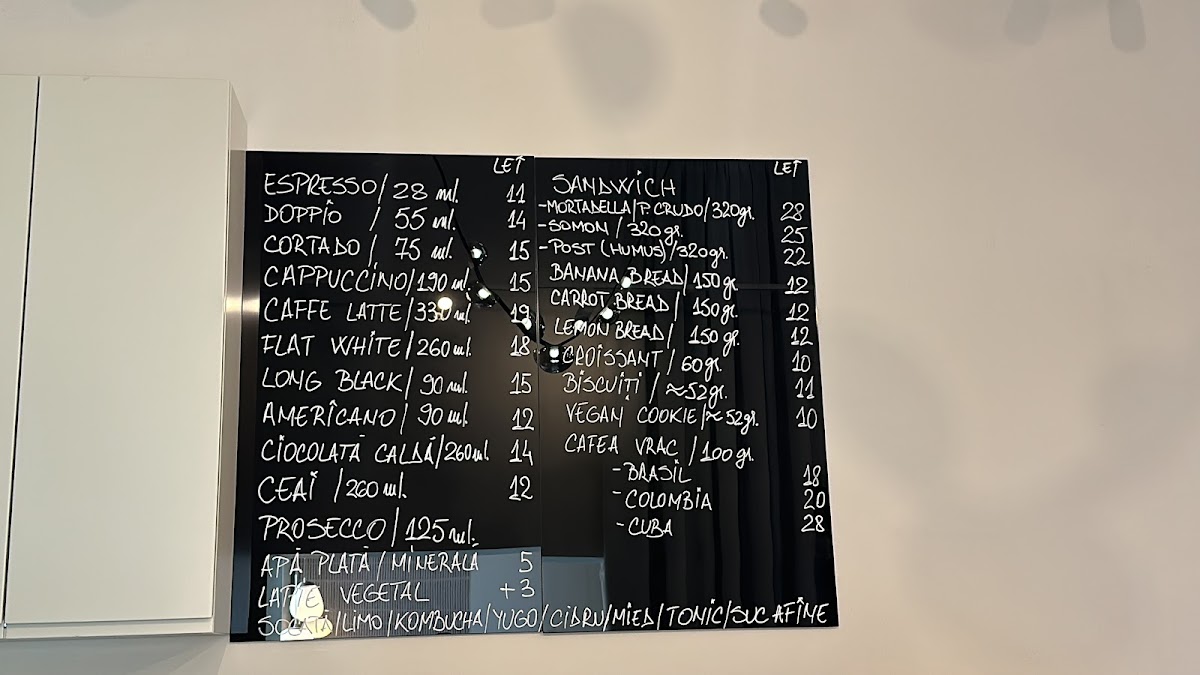 LEI
ESPRESSO/28 ml. 11
DOPPIO / 55 ml. 14
CORTADO/ 75 ml. 15
CAPPUCCINO/190 ml 15
CAFFE LATTE/330 ml. 19
FLAT WHITE/260 ml. 18
LONG BLACK/90 ml. 15
AMERICANO/90 ml. 12
CIOCOLATĂ CALDĂ/260ml. 14
CEAI /260 ml. 12
PROSECCO/125 ml.
APĂ PLATĂ/MINERALĂ 5
LAPTE VEGETAL +3
SOCATĂ/LIMO/KOMBUCHA/YUGO/CIDRU/MIED/TONIC/SUC AFINE
LEI
SANDWICH
-MORTADELLA/P. CRUDO/320gr. 28
-SOMON / 320 gr. 25
-POST (HUMUS)/320gr. 22
BANANA BREAD/150 gr 12
CARROT BREAD/ 150gr. 12
LEMON BREAD/ 150 gr. 12
CROISSANT / 60 gr. 10
BISCUIȚI / ≈52gr. 11
VEGAN COOKIE/≈52gr. 10
CAFEA VRAC /100 gr.
-BRASIL 18
-COLOMBIA 20
-CUBA 28